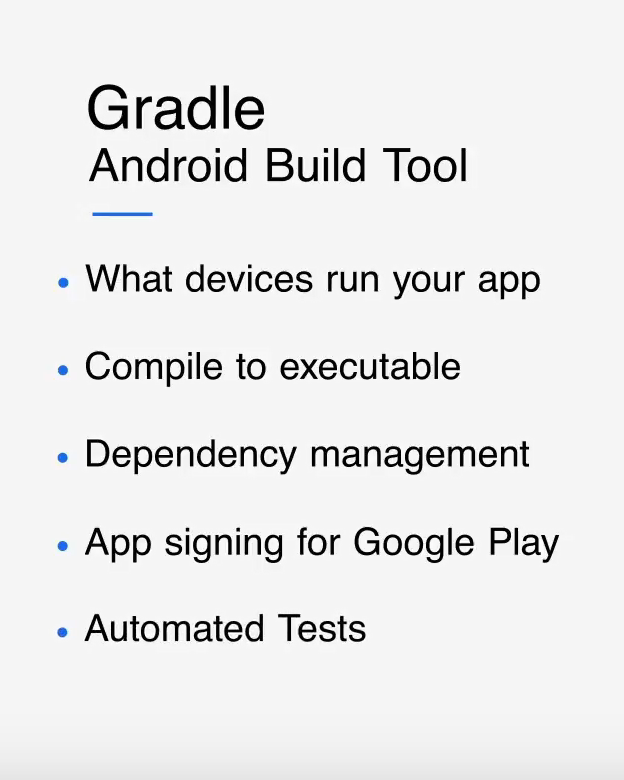 Gradle
Android Build Tool
What devices run your app
Compile to executable
Dependency management
App signing for Google Play
Automated Tests